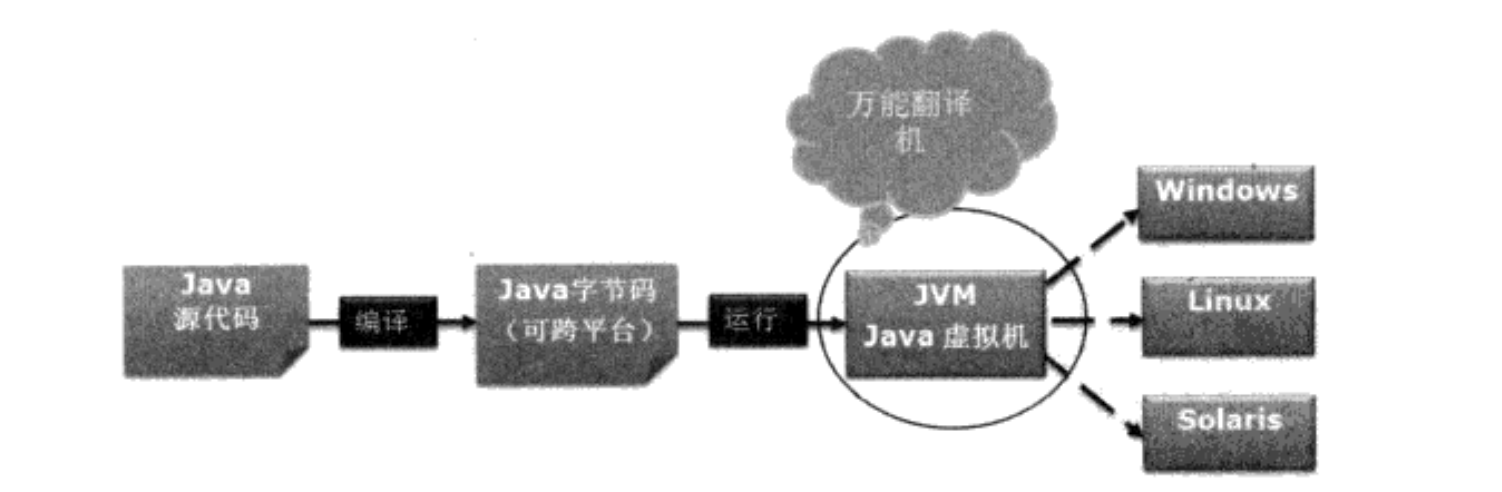 万能翻译
机
Windows
Java
源代码
编译
Java字节码
（可跨平台）
运行
JVM
Java 虚拟机
Linux
Solaris